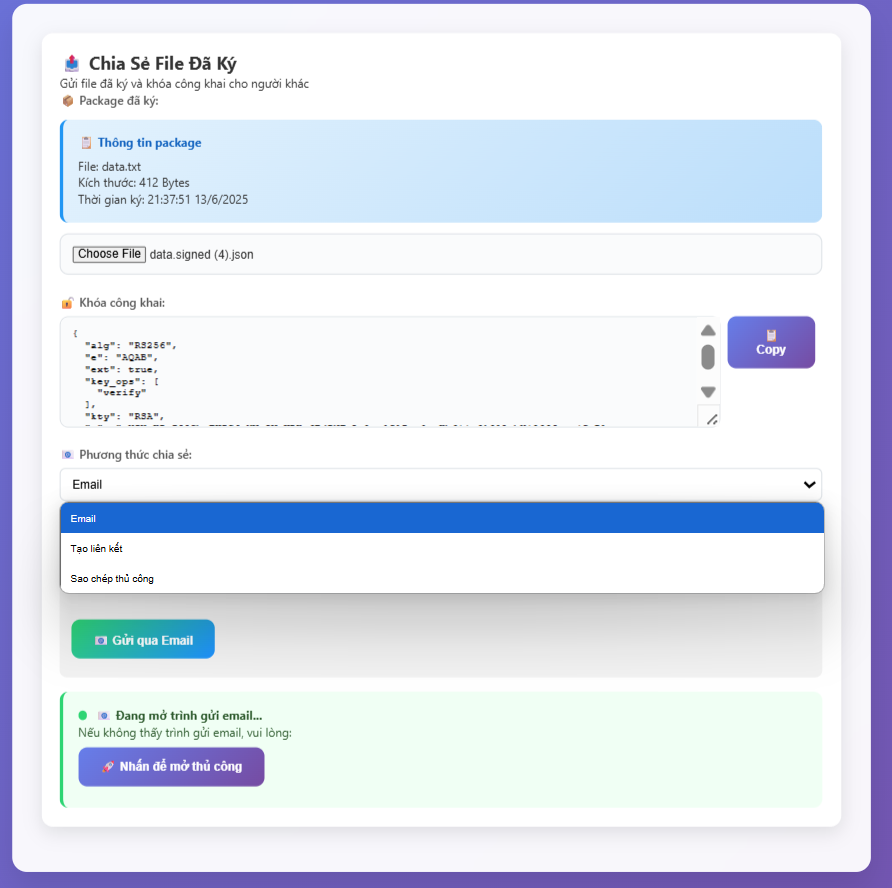 Chia Sẻ File Đã Ký
Gửi file đã ký và khóa công khai cho người khác
Package đã ký:
Thông tin package
File: data.txt
Kích thước: 412 Bytes
Thời gian ký: 21:37:51 13/6/2025
Choose File data.signed (4).json
Khóa công khai:
{
"alg": "RS256",
"e": "AQAB",
"ext": true,
"key_ops": [
"verify"
],
"kty": "RSA",
Copy
Phương thức chia sẻ:
Email
Email
Tạo liên kết
Sao chép thủ công
Gửi qua Email
Đang mở trình gửi email...
Nếu không thấy trình gửi email, vui lòng:
Nhấn để mở thủ công